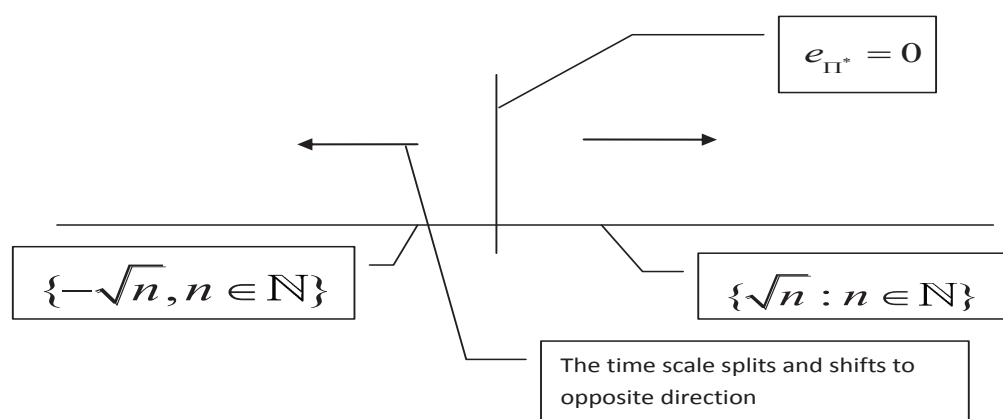 e_{Π*} = 0
{−√n, n ∈ ℕ}
{√n : n ∈ ℕ}
The time scale splits and shifts to
opposite direction